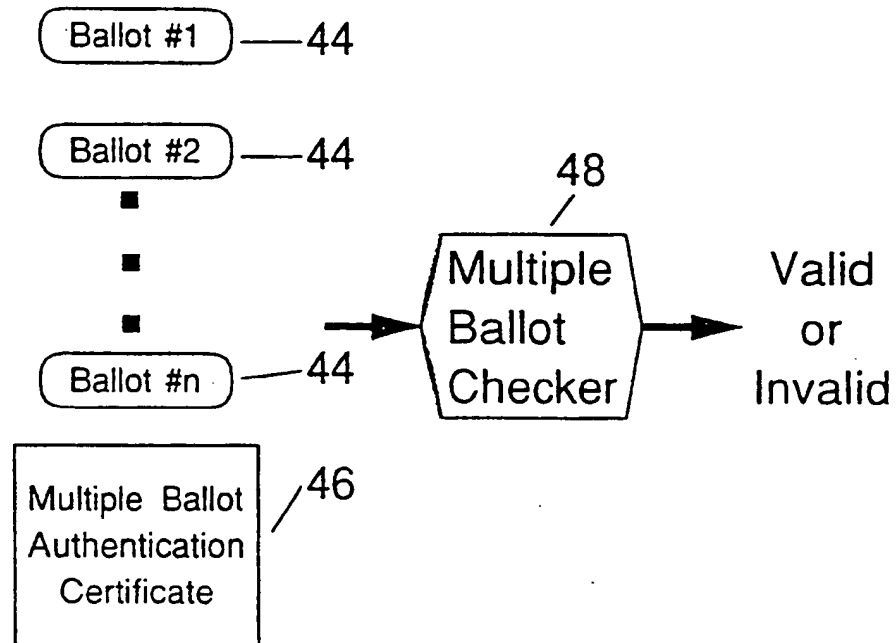 Ballot #1 44
Ballot #2 44
48
Multiple
Ballot
Checker
Valid
or
Invalid
Ballot #n 44
Multiple Ballot
Authentication
Certificate
46